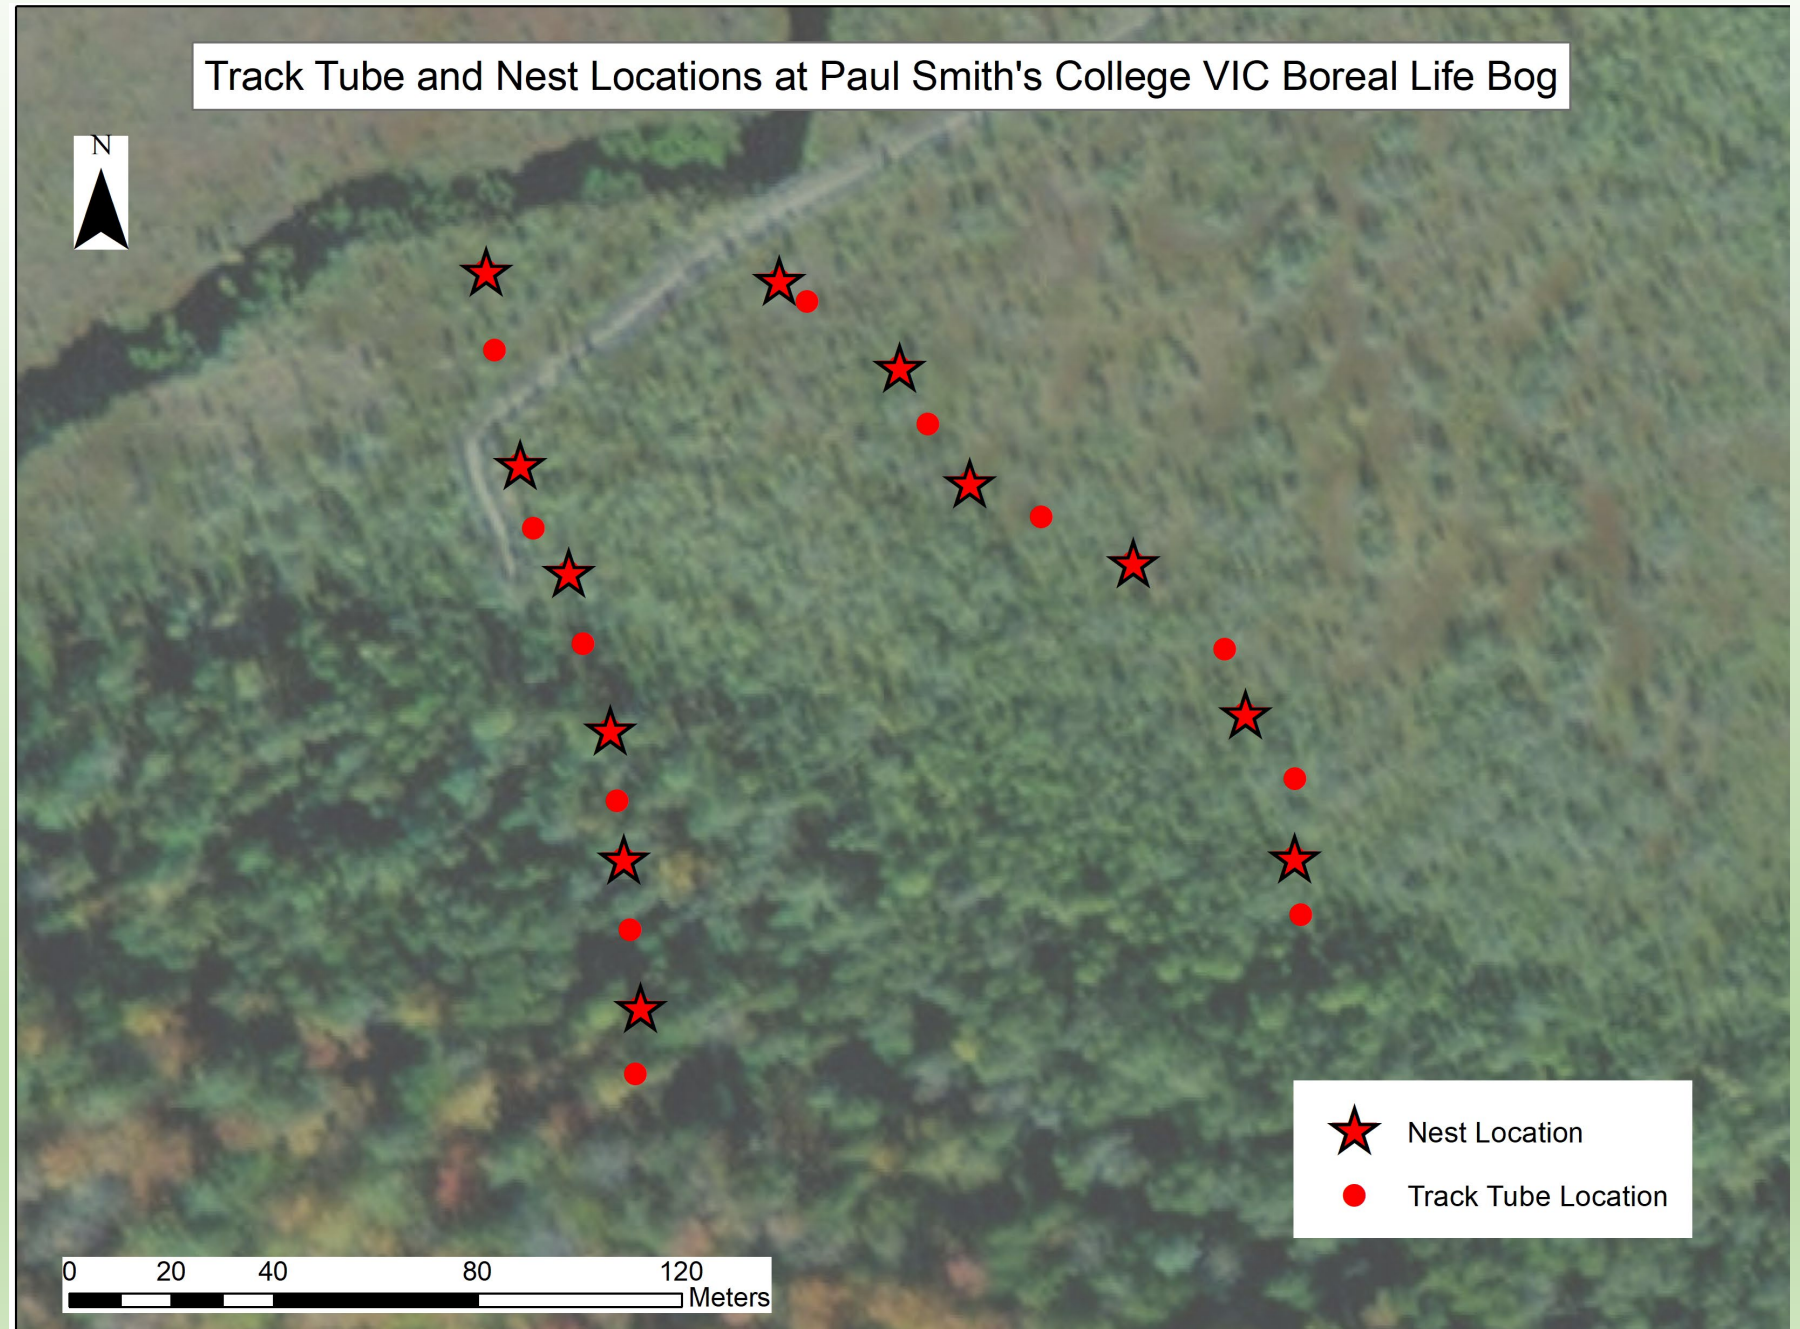 Track Tube and Nest Locations at Paul Smith's College VIC Boreal Life Bog
N
Nest Location
Track Tube Location
0 20 40 80 120
Meters